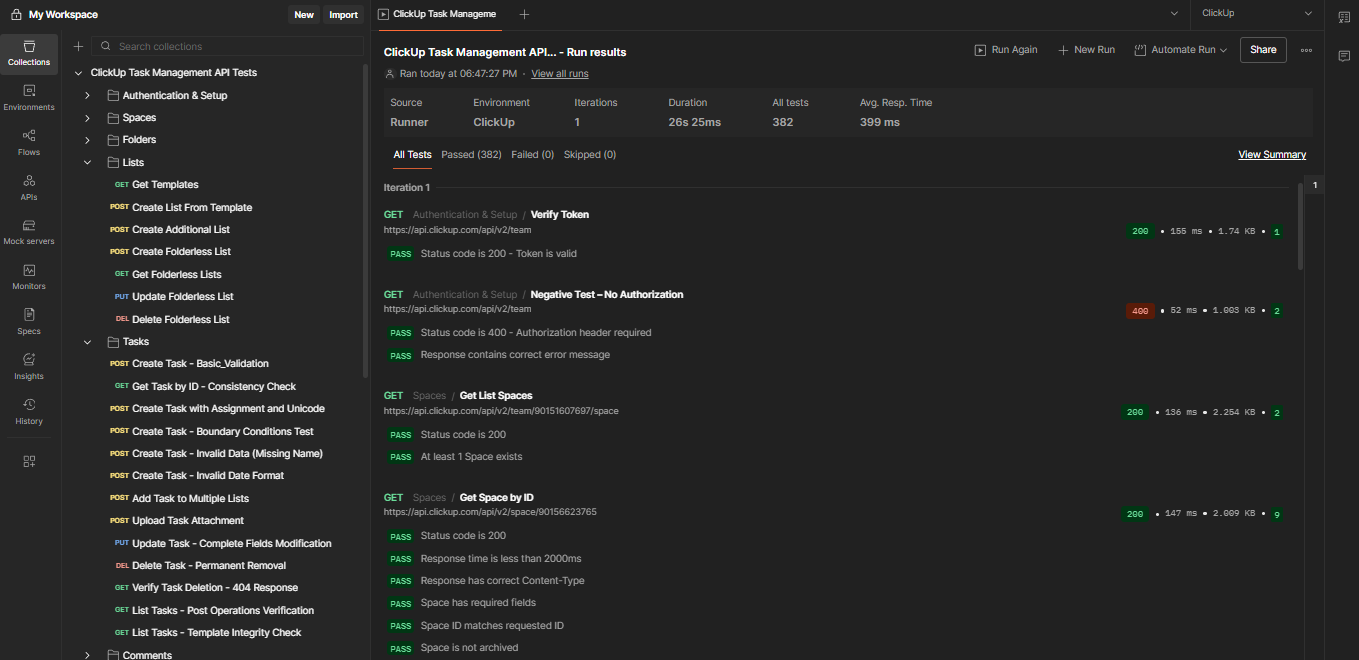 My Workspace
New
Import
ClickUp Task Manageme
ClickUp
Collections
Environments
Flows
APIs
Mock servers
Monitors
Specs
Insights
History
Search collections
ClickUp Task Management API Tests
Authentication & Setup
Spaces
Folders
Lists
GET Get Templates
POST Create List From Template
POST Create Additional List
POST Create Folderless List
GET Get Folderless Lists
PUT Update Folderless List
DEL Delete Folderless List
Tasks
POST Create Task - Basic_Validation
GET Get Task by ID - Consistency Check
POST Create Task with Assignment and Unicode
POST Create Task - Boundary Conditions Test
POST Create Task - Invalid Data (Missing Name)
POST Create Task - Invalid Date Format
POST Add Task to Multiple Lists
POST Upload Task Attachment
PUT Update Task - Complete Fields Modification
DEL Delete Task - Permanent Removal
GET Verify Task Deletion - 404 Response
GET List Tasks - Post Operations Verification
GET List Tasks - Template Integrity Check
Comments
ClickUp Task Management API... - Run results
Run Again
New Run
Automate Run
Share
Ran today at 06:47:27 PM · View all runs
Source Environment Iterations Duration All tests Avg. Resp. Time
Runner ClickUp 1 26s 25ms 382 399 ms
All Tests Passed (382) Failed (0) Skipped (0) View Summary
Iteration 1
1
GET Authentication & Setup / Verify Token
https://api.clickup.com/api/v2/team
200 • 155 ms • 1.74 KB • 1
PASS Status code is 200 - Token is valid
GET Authentication & Setup / Negative Test – No Authorization
https://api.clickup.com/api/v2/team
400 • 52 ms • 1.003 KB • 2
PASS Status code is 400 - Authorization header required
PASS Response contains correct error message
GET Spaces / Get List Spaces
https://api.clickup.com/api/v2/team/90151607697/space
200 • 136 ms • 2.254 KB • 2
PASS Status code is 200
PASS At least 1 Space exists
GET Spaces / Get Space by ID
https://api.clickup.com/api/v2/space/90156623765
200 • 147 ms • 2.009 KB • 9
PASS Status code is 200
PASS Response time is less than 2000ms
PASS Response has correct Content-Type
PASS Space has required fields
PASS Space ID matches requested ID
PASS Space is not archived